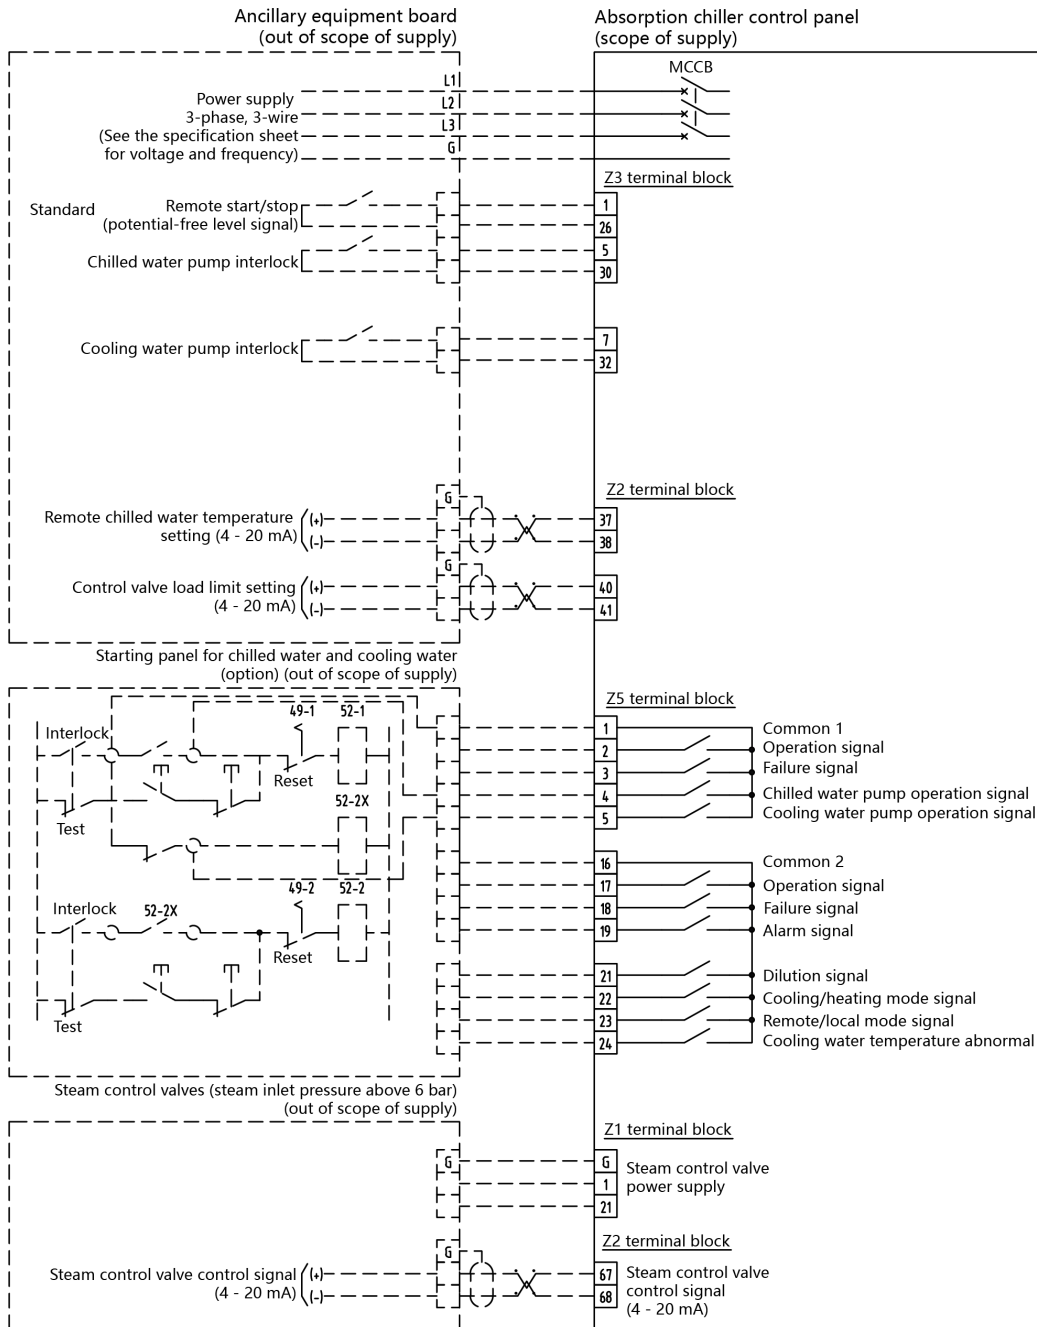 Ancillary equipment board
(out of scope of supply)
Absorption chiller control panel
(scope of supply)
MCCB
L1
L2
L3
G
Power supply
3-phase, 3-wire
(See the specification sheet
for voltage and frequency)
Z3 terminal block
Standard
Remote start/stop
(potential-free level signal)
1
26
Chilled water pump interlock
5
30
Cooling water pump interlock
7
32
Z2 terminal block
G
Remote chilled water temperature
setting (4 - 20 mA)
(+)
(-)
37
38
G
Control valve load limit setting
(4 - 20 mA)
(+)
(-)
40
41
Starting panel for chilled water and cooling water
(option) (out of scope of supply)
Z5 terminal block
Interlock
49-1
52-1
Reset
Test
52-2X
49-2
52-2
Interlock
52-2X
Reset
Test
1 Common 1
2 Operation signal
3 Failure signal
4 Chilled water pump operation signal
5 Cooling water pump operation signal
16 Common 2
17 Operation signal
18 Failure signal
19 Alarm signal
21 Dilution signal
22 Cooling/heating mode signal
23 Remote/local mode signal
24 Cooling water temperature abnormal
Steam control valves (steam inlet pressure above 6 bar)
(out of scope of supply)
Z1 terminal block
G
G
1
21
Steam control valve
power supply
Z2 terminal block
G
Steam control valve control signal
(4 - 20 mA)
(+)
(-)
67
68
Steam control valve
control signal
(4 - 20 mA)